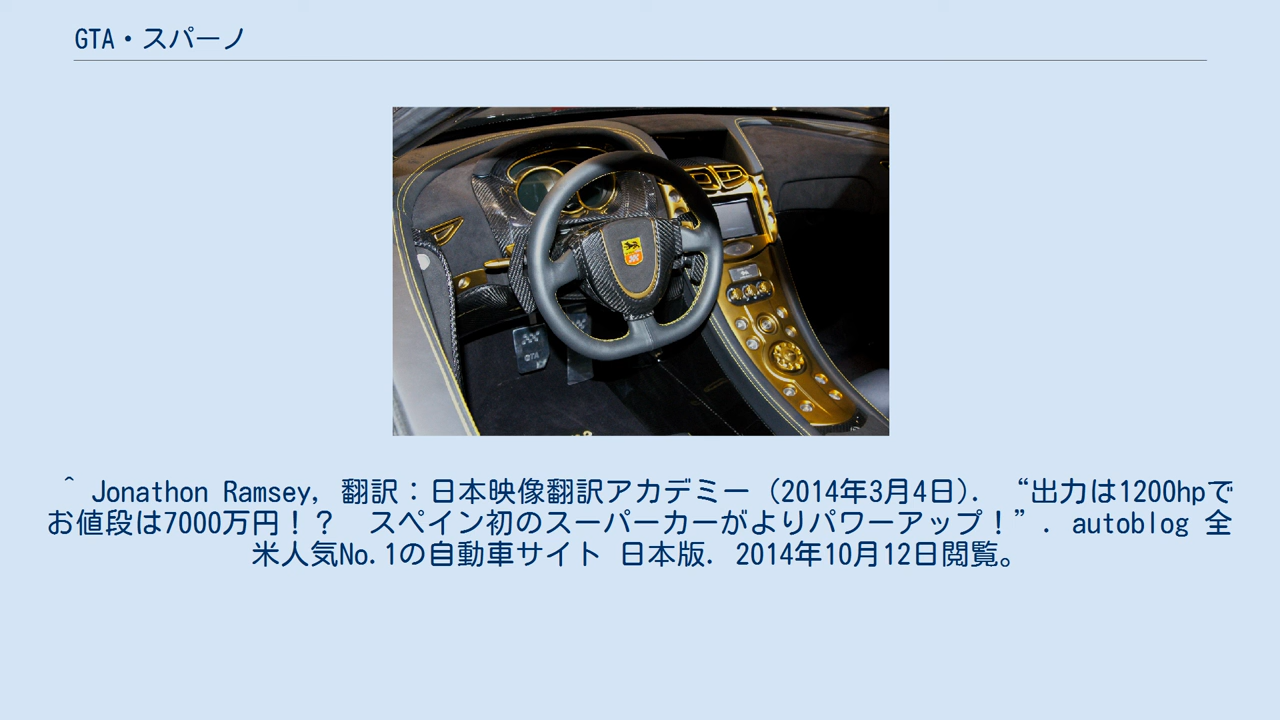 GTA・スパーノ
GTA
^ Jonathon Ramsey, 翻訳：日本映像翻訳アカデミー (2014年3月4日). “出力は1200hpで
お値段は7000万円！？　スペイン初のスーパーカーがよりパワーアップ！”. autoblog 全
米人気No.1の自動車サイト 日本版. 2014年10月12日閲覧。